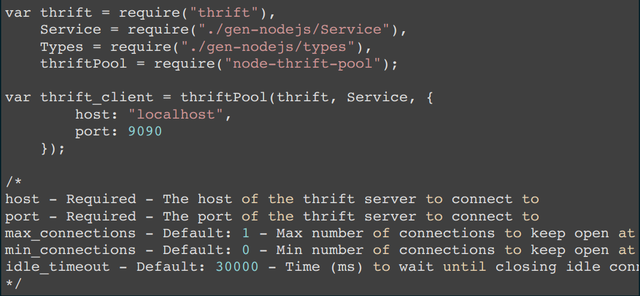 var thrift = require("thrift"),
    Service = require("./gen-nodejs/Service"),
    Types = require("./gen-nodejs/types"),
    thriftPool = require("node-thrift-pool");

var thrift_client = thriftPool(thrift, Service, {
        host: "localhost",
        port: 9090
    });

/*
host - Required - The host of the thrift server to connect to
port - Required - The port of the thrift server to connect to
max_connections - Default: 1 - Max number of connections to keep open at
min_connections - Default: 0 - Min number of connections to keep open at
idle_timeout - Default: 30000 - Time (ms) to wait until closing idle
*/